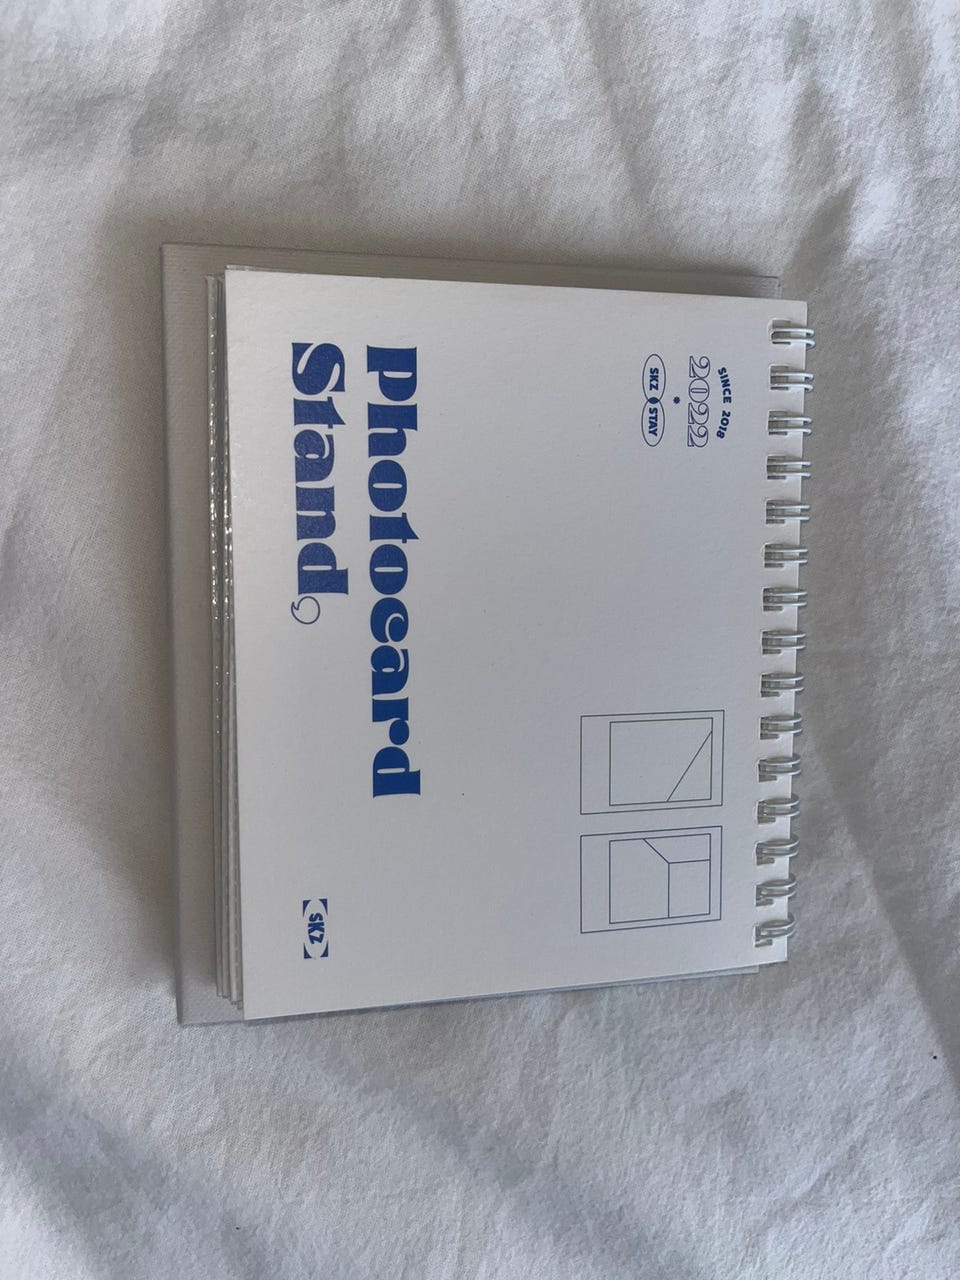 SINCE 2018
2022
*
SKZ STAY
Photocard
Stand,
SKZ